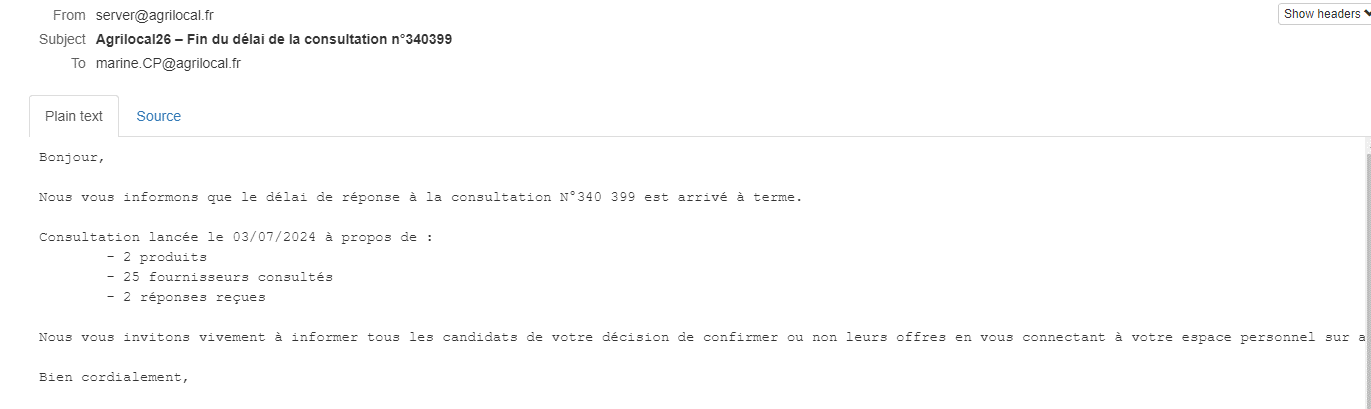 From server@agrilocal.fr
Show headers
Subject Agrilocal26 – Fin du délai de la consultation n°340399
To marine.CP@agrilocal.fr
Plain text
Source
Bonjour,
Nous vous informons que le délai de réponse à la consultation N°340 399 est arrivé à terme.
Consultation lancée le 03/07/2024 à propos de :
- 2 produits
- 25 fournisseurs consultés
- 2 réponses reçues
Nous vous invitons vivement à informer tous les candidats de votre décision de confirmer ou non leurs offres en vous connectant à votre espace personnel sur a
Bien cordialement,